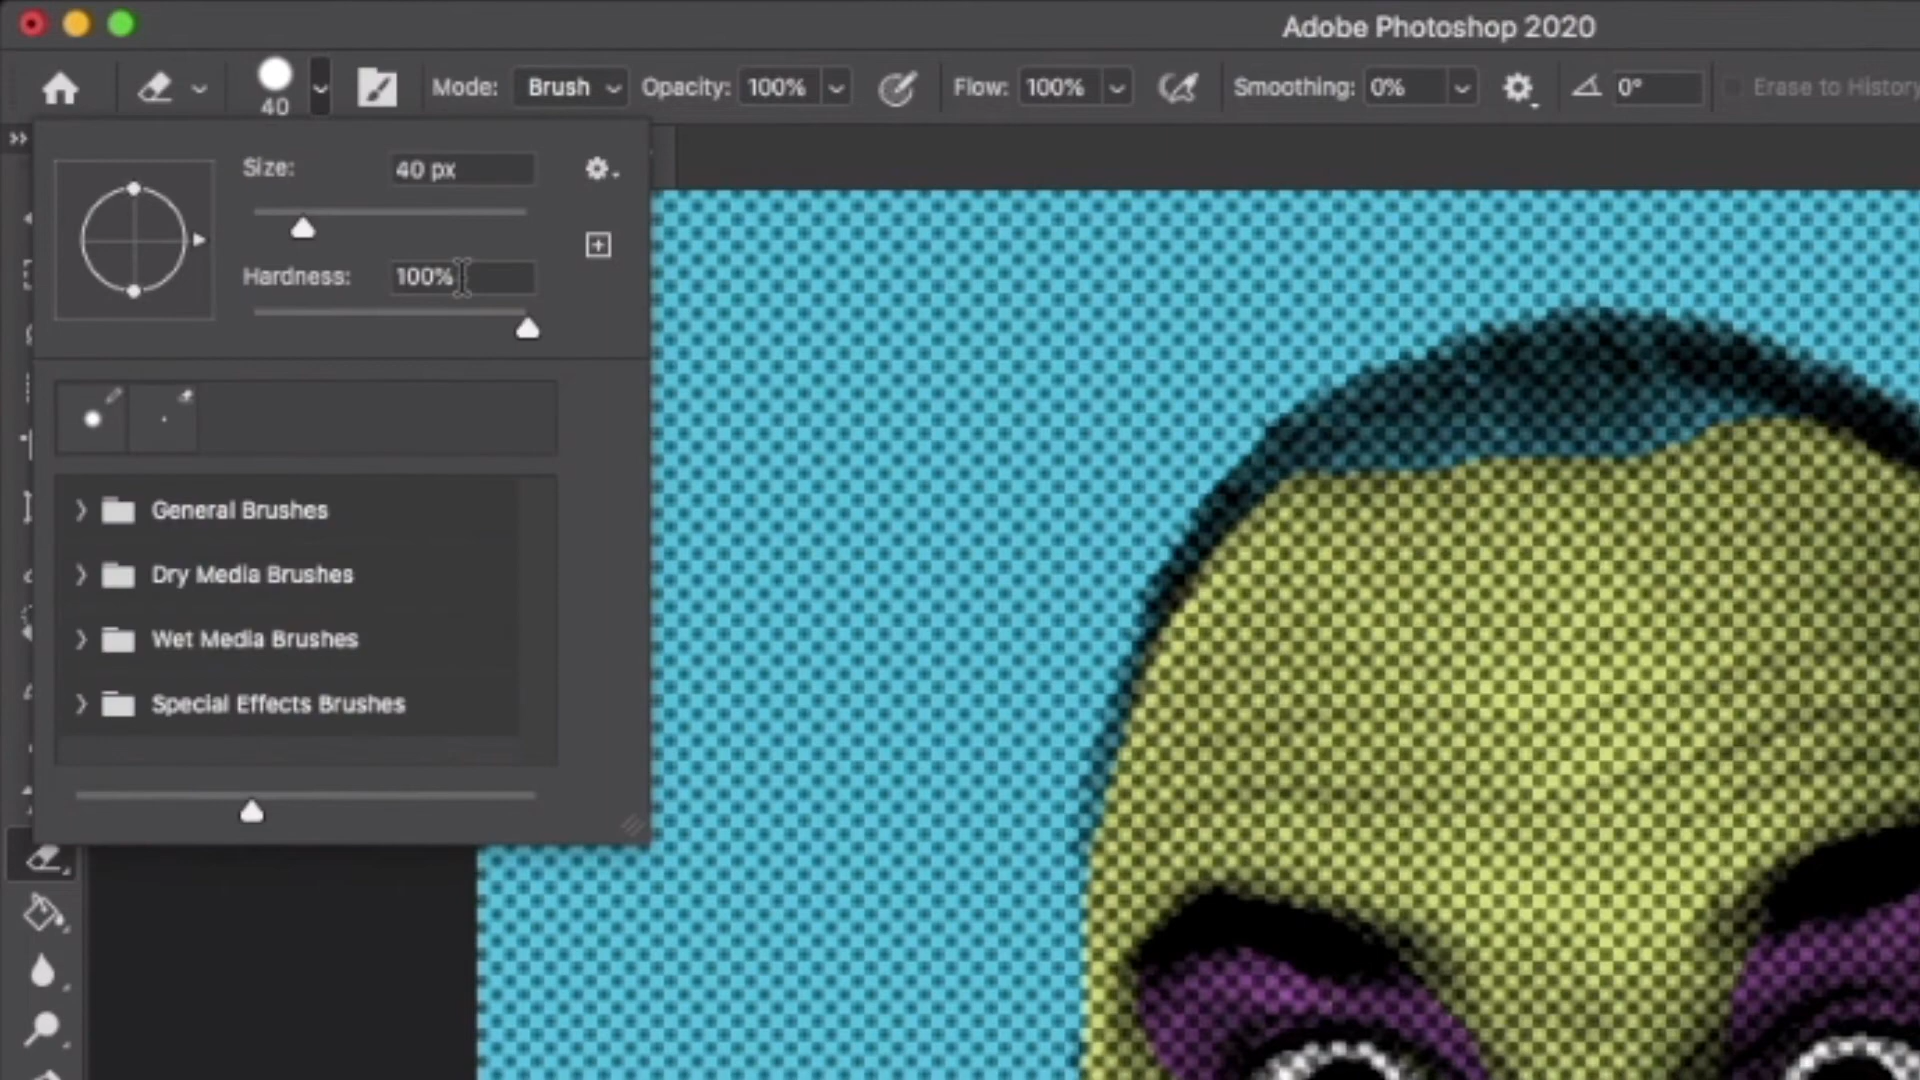 Adobe Photoshop 2020
40
Mode: Brush Opacity: 100% Flow: 100% Smoothing: 0% 0° Erase to History
Size: 40 px
Hardness: 100%
General Brushes
Dry Media Brushes
Wet Media Brushes
Special Effects Brushes